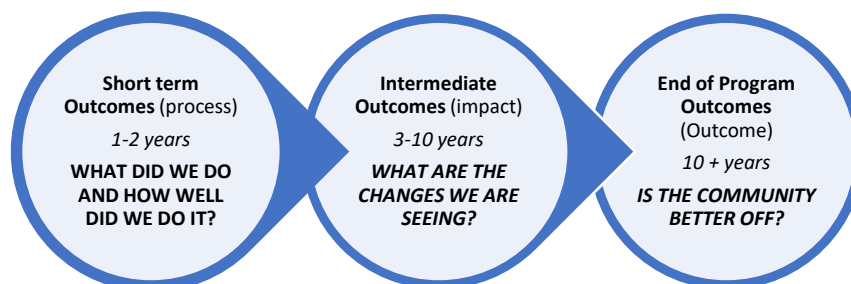 Short term
Outcomes (process)
1-2 years
WHAT DID WE DO
AND HOW WELL
DID WE DO IT?
Intermediate
Outcomes (impact)
3-10 years
WHAT ARE THE
CHANGES WE ARE
SEEING?
End of Program
Outcomes
(Outcome)
10 + years
IS THE COMMUNITY
BETTER OFF?